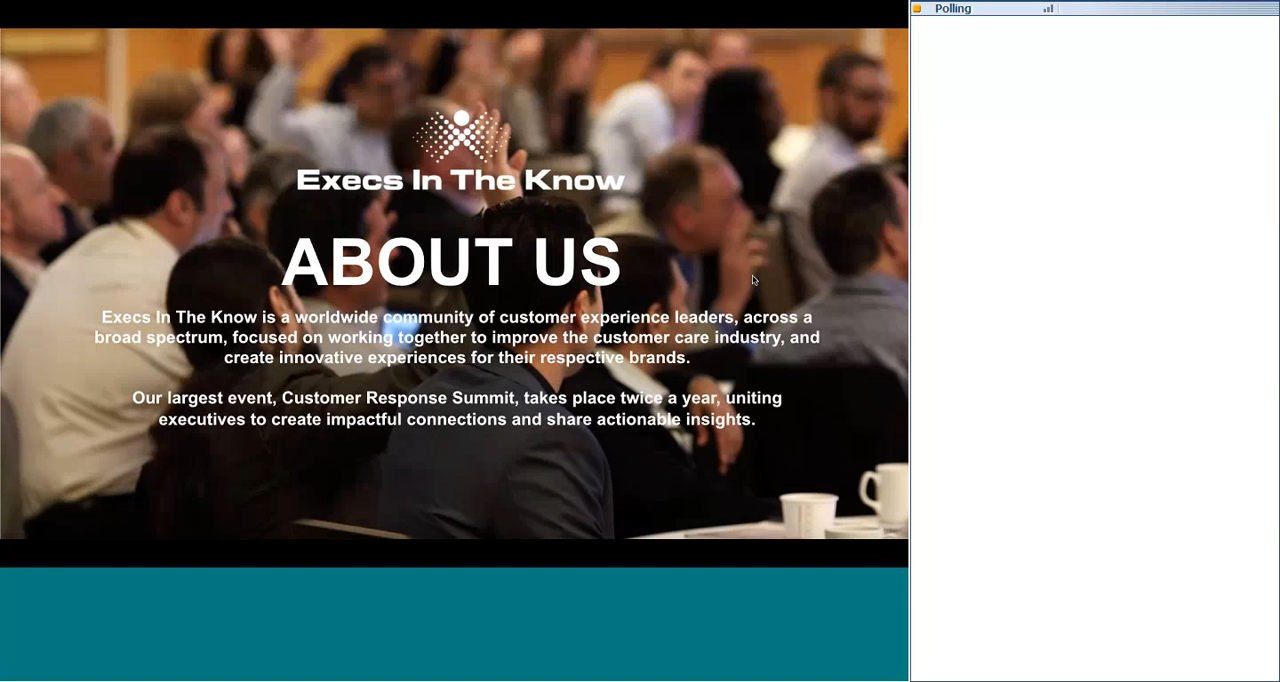 Polling
Execs In The Know
ABOUT US
Execs In The Know is a worldwide community of customer experience leaders, across a
broad spectrum, focused on working together to improve the customer care industry, and
create innovative experiences for their respective brands.
Our largest event, Customer Response Summit, takes place twice a year, uniting
executives to create impactful connections and share actionable insights.